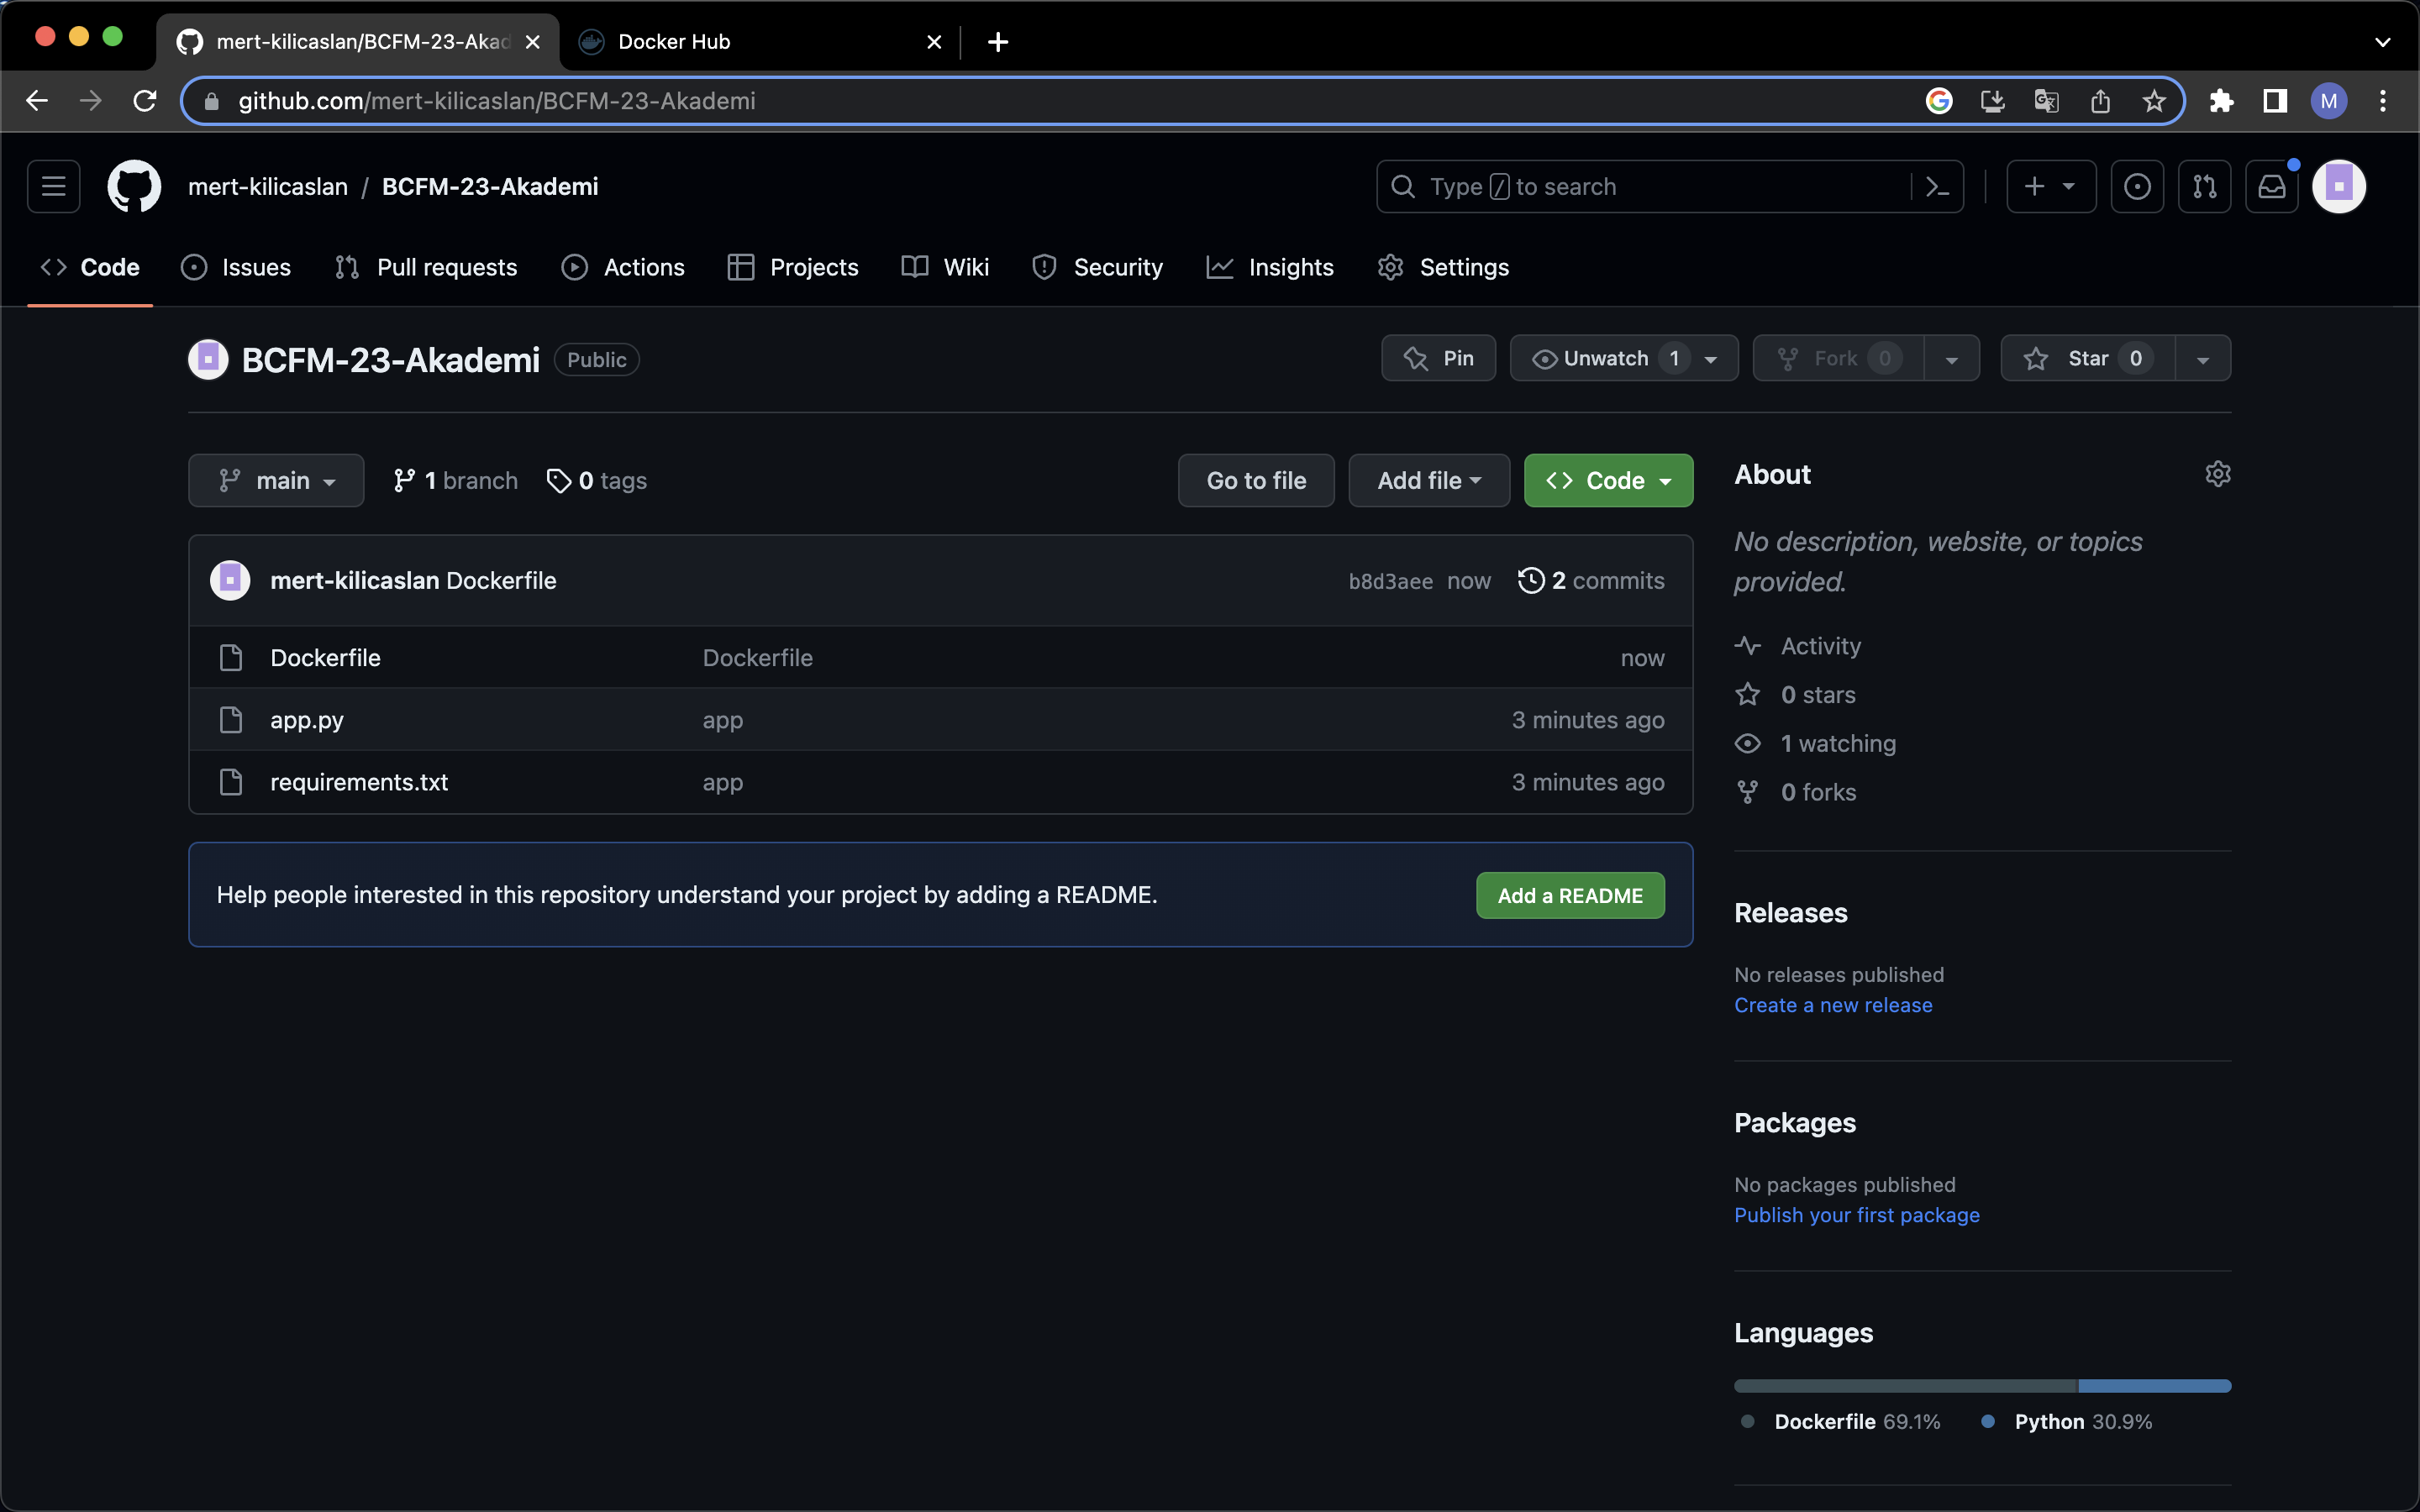 mert-kilicaslan/BCFM-23-Akad
Docker Hub
github.com/mert-kilicaslan/BCFM-23-Akademi
M
mert-kilicaslan / BCFM-23-Akademi
Type / to search
Code
Issues
Pull requests
Actions
Projects
Wiki
Security
Insights
Settings
BCFM-23-Akademi Public
Pin
Unwatch 1
Fork 0
Star 0
main
1 branch
0 tags
Go to file
Add file
Code
mert-kilicaslan Dockerfile b8d3aee now 2 commits
Dockerfile Dockerfile now
app.py app 3 minutes ago
requirements.txt app 3 minutes ago
Help people interested in this repository understand your project by adding a README.
Add a README
About
No description, website, or topics
provided.
Activity
0 stars
1 watching
0 forks
Releases
No releases published
Create a new release
Packages
No packages published
Publish your first package
Languages
Dockerfile 69.1% Python 30.9%